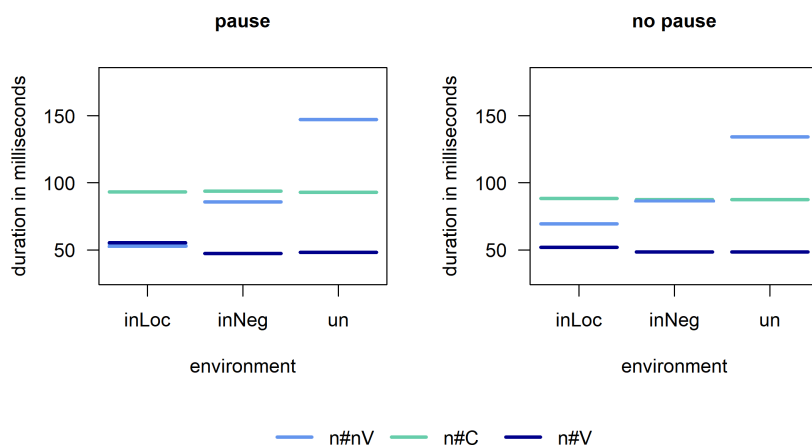 pause
no pause
duration in milliseconds
150
100
50
inLoc inNeg un
environment
duration in milliseconds
150
100
50
inLoc inNeg un
environment
n#nV n#C n#V